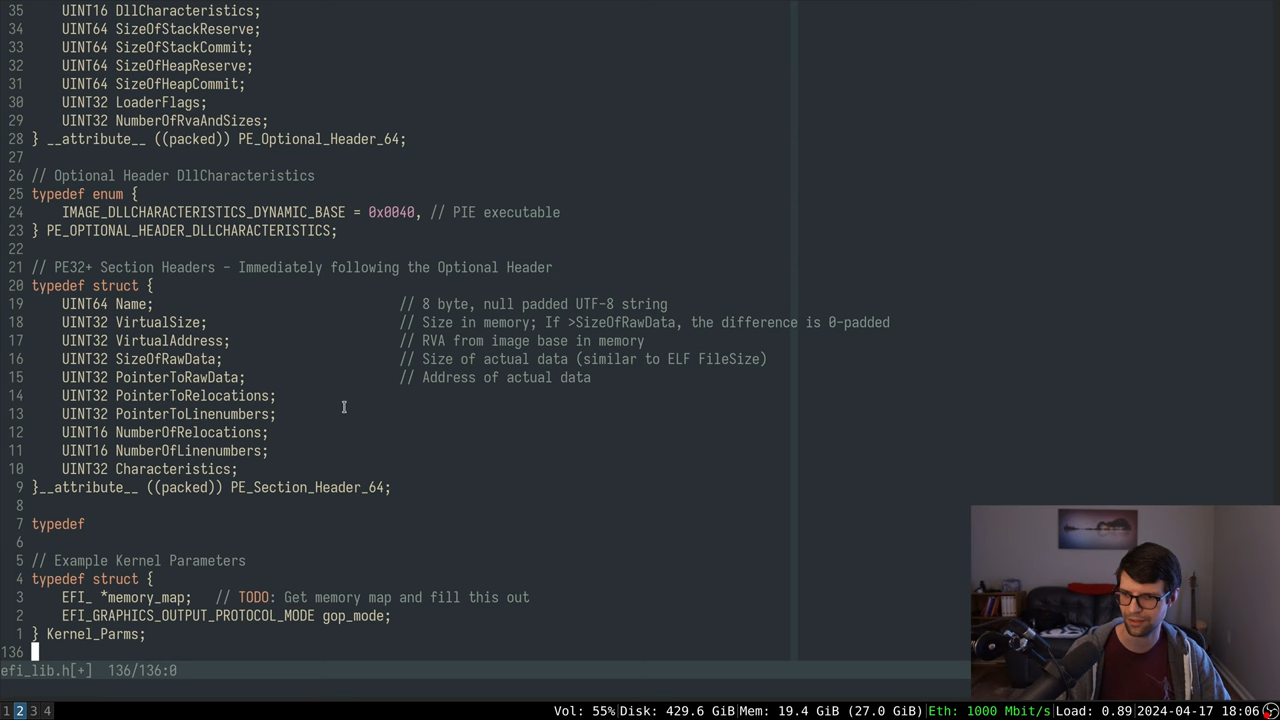 35 UINT16 DllCharacteristics;
34 UINT64 SizeOfStackReserve;
33 UINT64 SizeOfStackCommit;
32 UINT64 SizeOfHeapReserve;
31 UINT64 SizeOfHeapCommit;
30 UINT32 LoaderFlags;
29 UINT32 NumberOfRvaAndSizes;
28 } __attribute__ ((packed)) PE_Optional_Header_64;
27
26 // Optional Header DllCharacteristics
25 typedef enum {
24 IMAGE_DLLCHARACTERISTICS_DYNAMIC_BASE = 0x0040, // PIE executable
23 } PE_OPTIONAL_HEADER_DLLCHARACTERISTICS;
22
21 // PE32+ Section Headers - Immediately following the Optional Header
20 typedef struct {
19 UINT64 Name; // 8 byte, null padded UTF-8 string
18 UINT32 VirtualSize; // Size in memory; If >SizeOfRawData, the difference is 0-padded
17 UINT32 VirtualAddress; // RVA from image base in memory
16 UINT32 SizeOfRawData; // Size of actual data (similar to ELF FileSize)
15 UINT32 PointerToRawData; // Address of actual data
14 UINT32 PointerToRelocations;
13 UINT32 PointerToLinenumbers;
12 UINT16 NumberOfRelocations;
11 UINT16 NumberOfLinenumbers;
10 UINT32 Characteristics;
9 }__attribute__ ((packed)) PE_Section_Header_64;
8
7 typedef
6
5 // Example Kernel Parameters
4 typedef struct {
3 EFI_ *memory_map; // TODO: Get memory map and fill this out
2 EFI_GRAPHICS_OUTPUT_PROTOCOL_MODE gop_mode;
1 } Kernel_Parms;
136
efi_lib.h[+] 136/136:0
1 2 3 4 Vol: 55%|Disk: 429.6 GiB|Mem: 19.4 GiB (27.0 GiB)|Eth: 1000 Mbit/s|Load: 0.89|2024-04-17 18:06